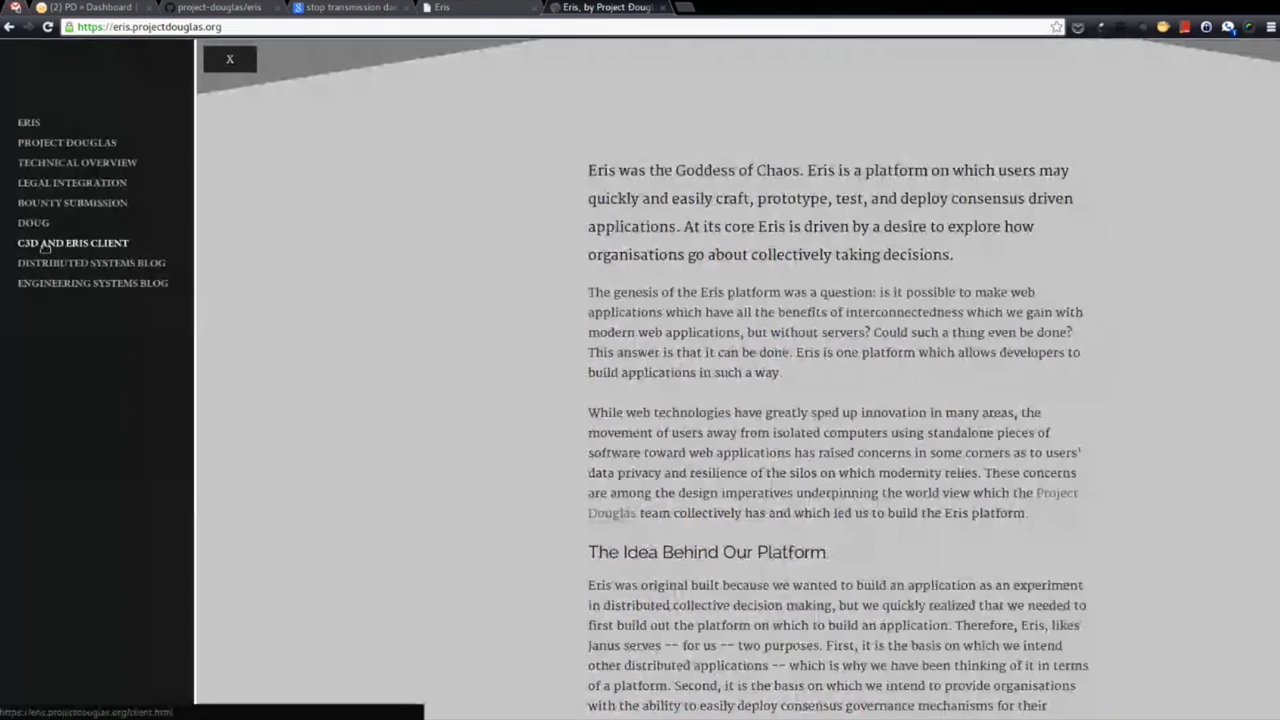 (2) PD » Dashboard |
project-douglas/eris
stop transmission da
Eris
Eris, by Project Dougl
https://eris.projectdouglas.org
X
ERIS
PROJECT DOUGLAS
TECHNICAL OVERVIEW
LEGAL INTEGRATION
BOUNTY SUBMISSION
DOUG
C3D AND ERIS CLIENT
DISTRIBUTED SYSTEMS BLOG
ENGINEERING SYSTEMS BLOG
Eris was the Goddess of Chaos. Eris is a platform on which users may
quickly and easily craft, prototype, test, and deploy consensus driven
applications. At its core Eris is driven by a desire to explore how
organisations go about collectively taking decisions.
The genesis of the Eris platform was a question: is it possible to make web
applications which have all the benefits of interconnectedness which we gain with
modern web applications, but without servers? Could such a thing even be done?
This answer is that it can be done. Eris is one platform which allows developers to
build applications in such a way.
While web technologies have greatly sped up innovation in many areas, the
movement of users away from isolated computers using standalone pieces of
software toward web applications has raised concerns in some corners as to users'
data privacy and resilience of the silos on which modernity relies. These concerns
are among the design imperatives underpinning the world view which the Project
Douglas team collectively has and which led us to build the Eris platform.
The Idea Behind Our Platform
Eris was original built because we wanted to build an application as an experiment
in distributed collective decision making, but we quickly realized that we needed to
first build out the platform on which to build an application. Therefore, Eris, likes
Janus serves -- for us -- two purposes. First, it is the basis on which we intend
other distributed applications -- which is why we have been thinking of it in terms
of a platform. Second, it is the basis on which we intend to provide organisations
with the ability to easily deploy consensus governance mechanisms for their
https://eris.projectdouglas.org/client.html